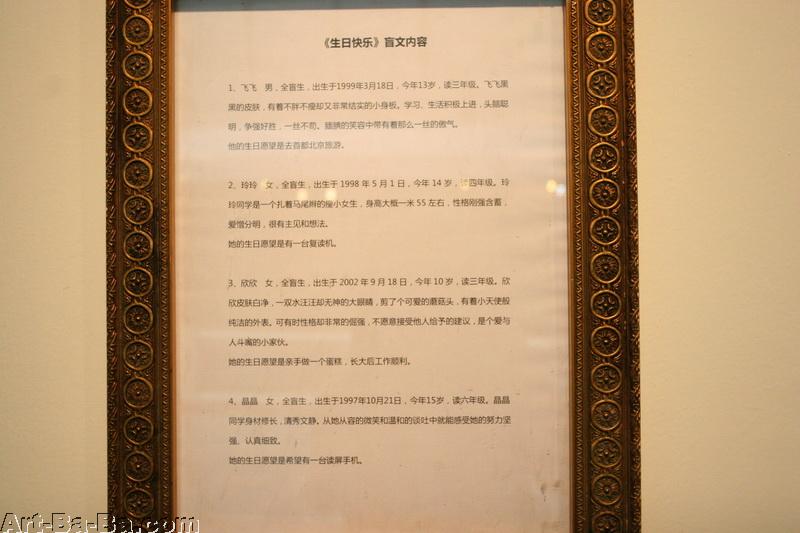 《生日快乐》盲文内容
1、飞飞　男，全盲生，出生于1999年3月18日，今年13岁，读三年级。飞飞黑
黑的皮肤，有着不胖不瘦却又非常结实的小身板。学习、生活积极上进，头脑聪
明，争强好胜，一丝不苟。腼腆的笑容中带有着那么一丝的傲气。
他的生日愿望是去首都北京旅游。
2、玲玲　女，全盲生，出生于 1998 年 5 月 1 日，今年 14 岁，读四年级。玲
玲同学是一个扎着马尾辫的瘦小女生，身高大概一米 55 左右，性格刚强含蓄，
爱憎分明，很有主见和想法。
她的生日愿望是有一台复读机。
3、欣欣　女，全盲生，出生于 2002 年 9 月 18 日，今年 10 岁，读三年级。欣
欣皮肤白净，一双水汪汪却无神的大眼睛，剪了个可爱的蘑菇头，有着小天使般
纯洁的外表。可有时性格却非常的倔强，不愿意接受他人给予的建议，是个爱与
人斗嘴的小家伙。
她的生日愿望是亲手做一个蛋糕，长大后工作顺利。
4、晶晶　女，全盲生，出生于1997年10月21日，今年15岁，读六年级。晶晶
同学身材修长，清秀文静。从她从容的微笑和温和的谈吐中就能感受她的努力坚
强、认真细致。
她的生日愿望是希望有一台读屏手机。
Art-Ba-Ba.com